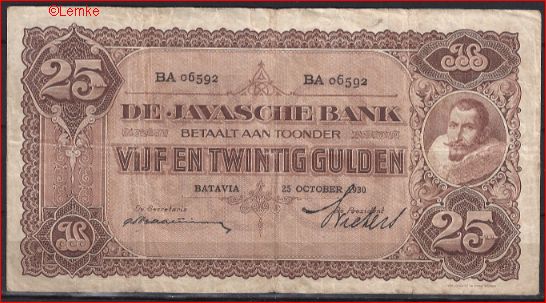 ©Lemke
25
BA 06592 BA 06592
DE JAVASCHE BANK
BETAALT AAN TOONDER
VIJF EN TWINTIG GULDEN
BATAVIA 25 OCTOBER 1930
De Secretaris De President
25